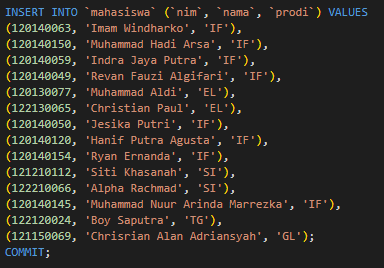 INSERT INTO `mahasiswa` (`nim`, `nama`, `prodi`) VALUES
(120140063, 'Imam Windharko', 'IF'),
(120140150, 'Muhammad Hadi Arsa', 'IF'),
(120140059, 'Indra Jaya Putra', 'IF'),
(120140049, 'Revan Fauzi Algifari', 'IF'),
(120130077, 'Muhammad Aldi', 'EL'),
(122130065, 'Christian Paul', 'EL'),
(120140050, 'Jesika Putri', 'IF'),
(120140120, 'Hanif Putra Agusta', 'IF'),
(120140154, 'Ryan Ernanda', 'IF'),
(121210112, 'Siti Khasanah', 'SI'),
(122210066, 'Alpha Rachmad', 'SI'),
(120140145, 'Muhammad Nuur Arinda Marrezka', 'IF'),
(122120024, 'Boy Saputra', 'TG'),
(121150069, 'Chrisrian Alan Adriansyah', 'GL');
COMMIT;